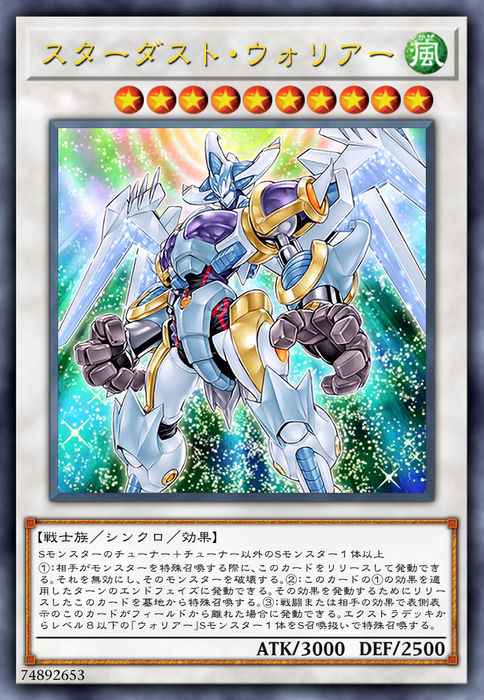 スターダスト・ウォリアー
風
かぜ
【戦士族/シンクロ/効果】
Sモンスターのチューナー+チューナー以外のSモンスター1体以上
①:相手がモンスターを特殊召喚する際に、このカードをリリースして発動でき
る。それを無効にし、そのモンスターを破壊する。②:このカードの①の効果を適
用したターンのエンドフェイズに発動できる。その効果を発動するためにリリー
スしたこのカードを墓地から特殊召喚する。③:戦闘または相手の効果で表側表
示のこのカードがフィールドから離れた場合に発動できる。エクストラデッキか
らレベル8以下の「ウォリアー」Sモンスター1体をS召喚扱いで特殊召喚する。
ATK/3000 DEF/2500
74892653